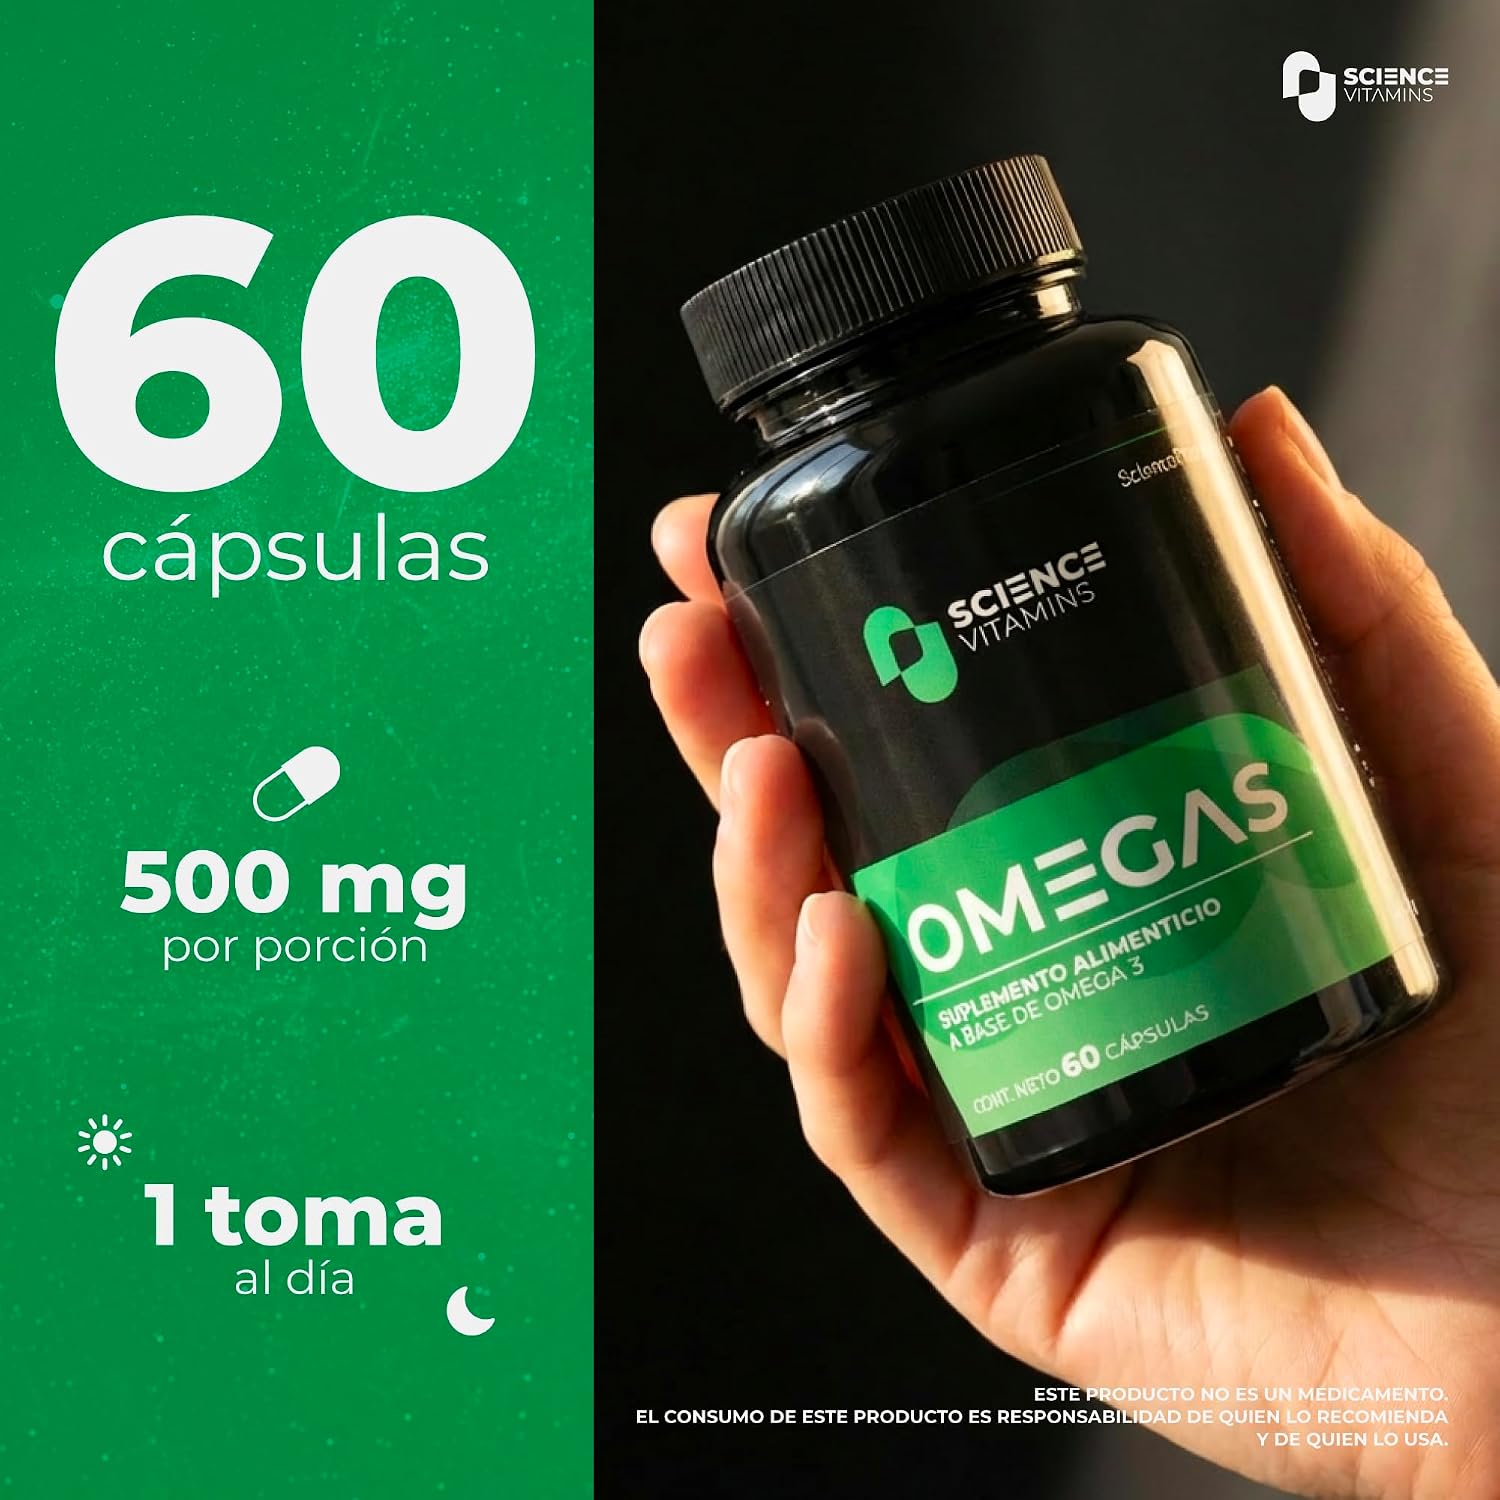 60
cápsulas
500 mg
por porción
1 toma
al día
SCIENCE
VITAMINS
SCIENCE
VITAMINS
OMEGAS
SUPLEMENTO ALIMENTICIO
A BASE DE OMEGA 3
CONT. NETO 60 CÁPSULAS
ESTE PRODUCTO NO ES UN MEDICAMENTO.
EL CONSUMO DE ESTE PRODUCTO ES RESPONSABILIDAD DE QUIEN LO RECOMIENDA
Y DE QUIEN LO USA.